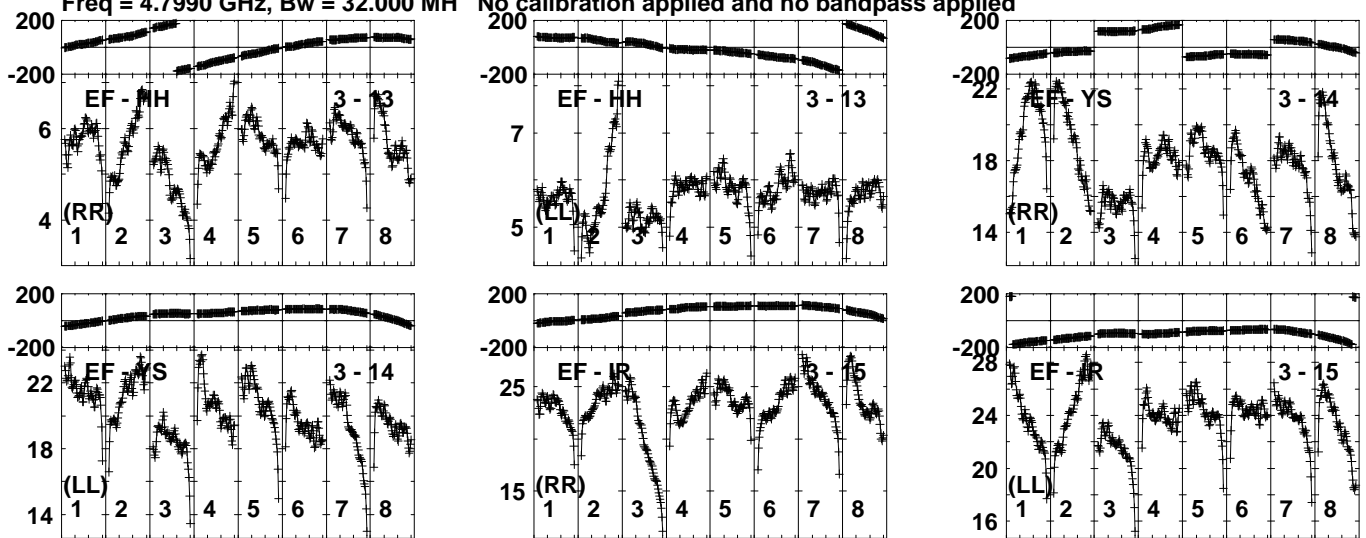 Freq = 4.7990 GHz, Bw = 32.000 MH No calibration applied and no bandpass applied
200 200 200
-200 -200 -200
EF - HH 3 - 13 EF - HH 3 - 13 EF - YS 3 - 14
22
6 7 18
4 5 14
(RR) (LL) (RR)
1 2 3 4 5 6 7 8 1 2 3 4 5 6 7 8 1 2 3 4 5 6 7 8
200 200 200
-200 -200 -200
EF - YS 3 - 14 EF - IR 3 - 15 EF - IR 3 - 15
28
22 25 24
18 20
14 15 16
(LL) (RR) (LL)
1 2 3 4 5 6 7 8 1 2 3 4 5 6 7 8 1 2 3 4 5 6 7 8